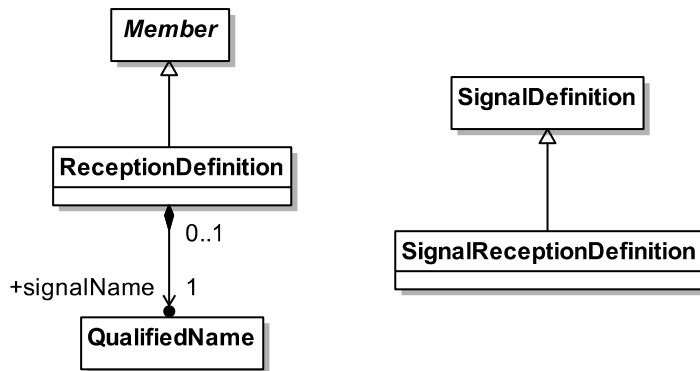 Member
SignalDefinition
ReceptionDefinition
0..1
SignalReceptionDefinition
+signalName
1
QualifiedName